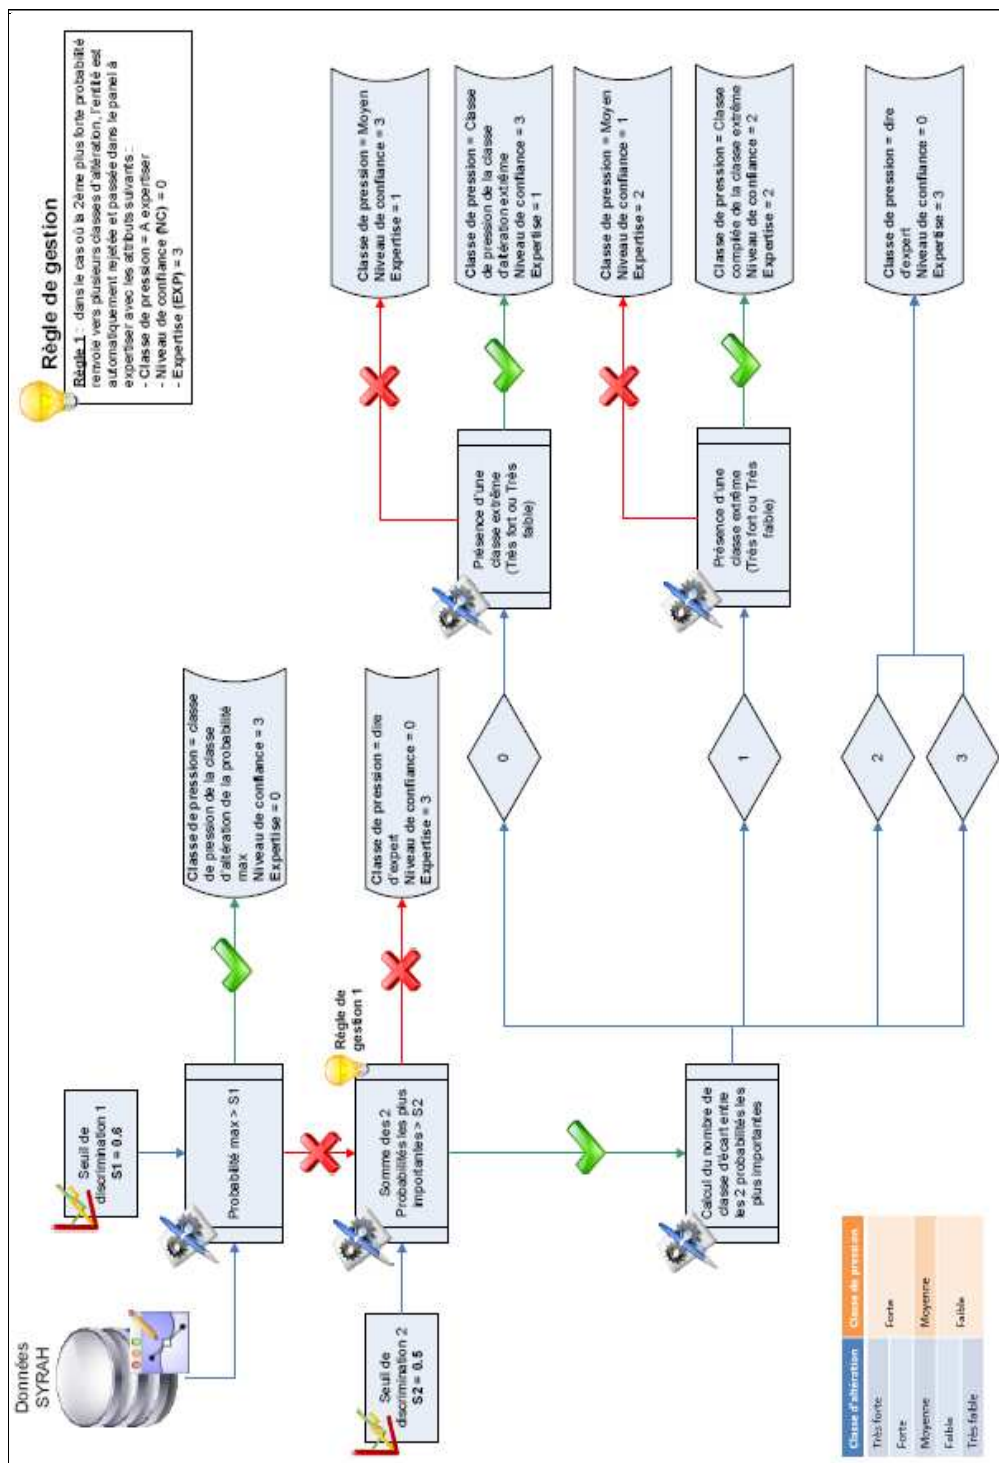 Données
SYRAH
Seuil de
discrimination 1
S1 = 0.6
Probabilité max > S1
Classe de pression = classe
de pression de la classe
d'altération de la probabilité
max
Niveau de confiance = 3
Expertise = 0
Règle de gestion
Règle 1 : dans le cas où la 2ème plus forte probabilité
renvoie vers plusieurs classes d'altération, l'entité est
automatiquement rejetée et passée dans le panel à
expertiser avec les attributs suivants :
- Classe de pression = A expertiser
- Niveau de confiance (NC) = 0
- Expertise (EXP) = 3
Seuil de
discrimination 2
S2 = 0.5
Somme des 2
Probabilités les plus
importantes > S2
Règle de
gestion 1
Classe de pression = dire
d'expert
Niveau de confiance = 0
Expertise = 3
Calcul du nombre de
classe d'écart entre
les 2 probabilités les
plus importantes
0
1
2
3
Présence d'une
classe extrême
(Très fort ou Très
faible)
Classe de pression = Moyen
Niveau de confiance = 3
Expertise = 1
Classe de pression = Classe
de pression de la classe
d'altération extrême
Niveau de confiance = 3
Expertise = 1
Présence d'une
classe extrême
(Très fort ou Très
faible)
Classe de pression = Moyen
Niveau de confiance = 1
Expertise = 2
Classe de pression = Classe
compilée de la classe extrême
Niveau de confiance = 2
Expertise = 2
Classe de pression = dire
d'expert
Niveau de confiance = 0
Expertise = 3
Classe d'altération Classe de pression
Très forte
Forte
Forte
Moyenne Moyenne
Faible
Faible
Très faible